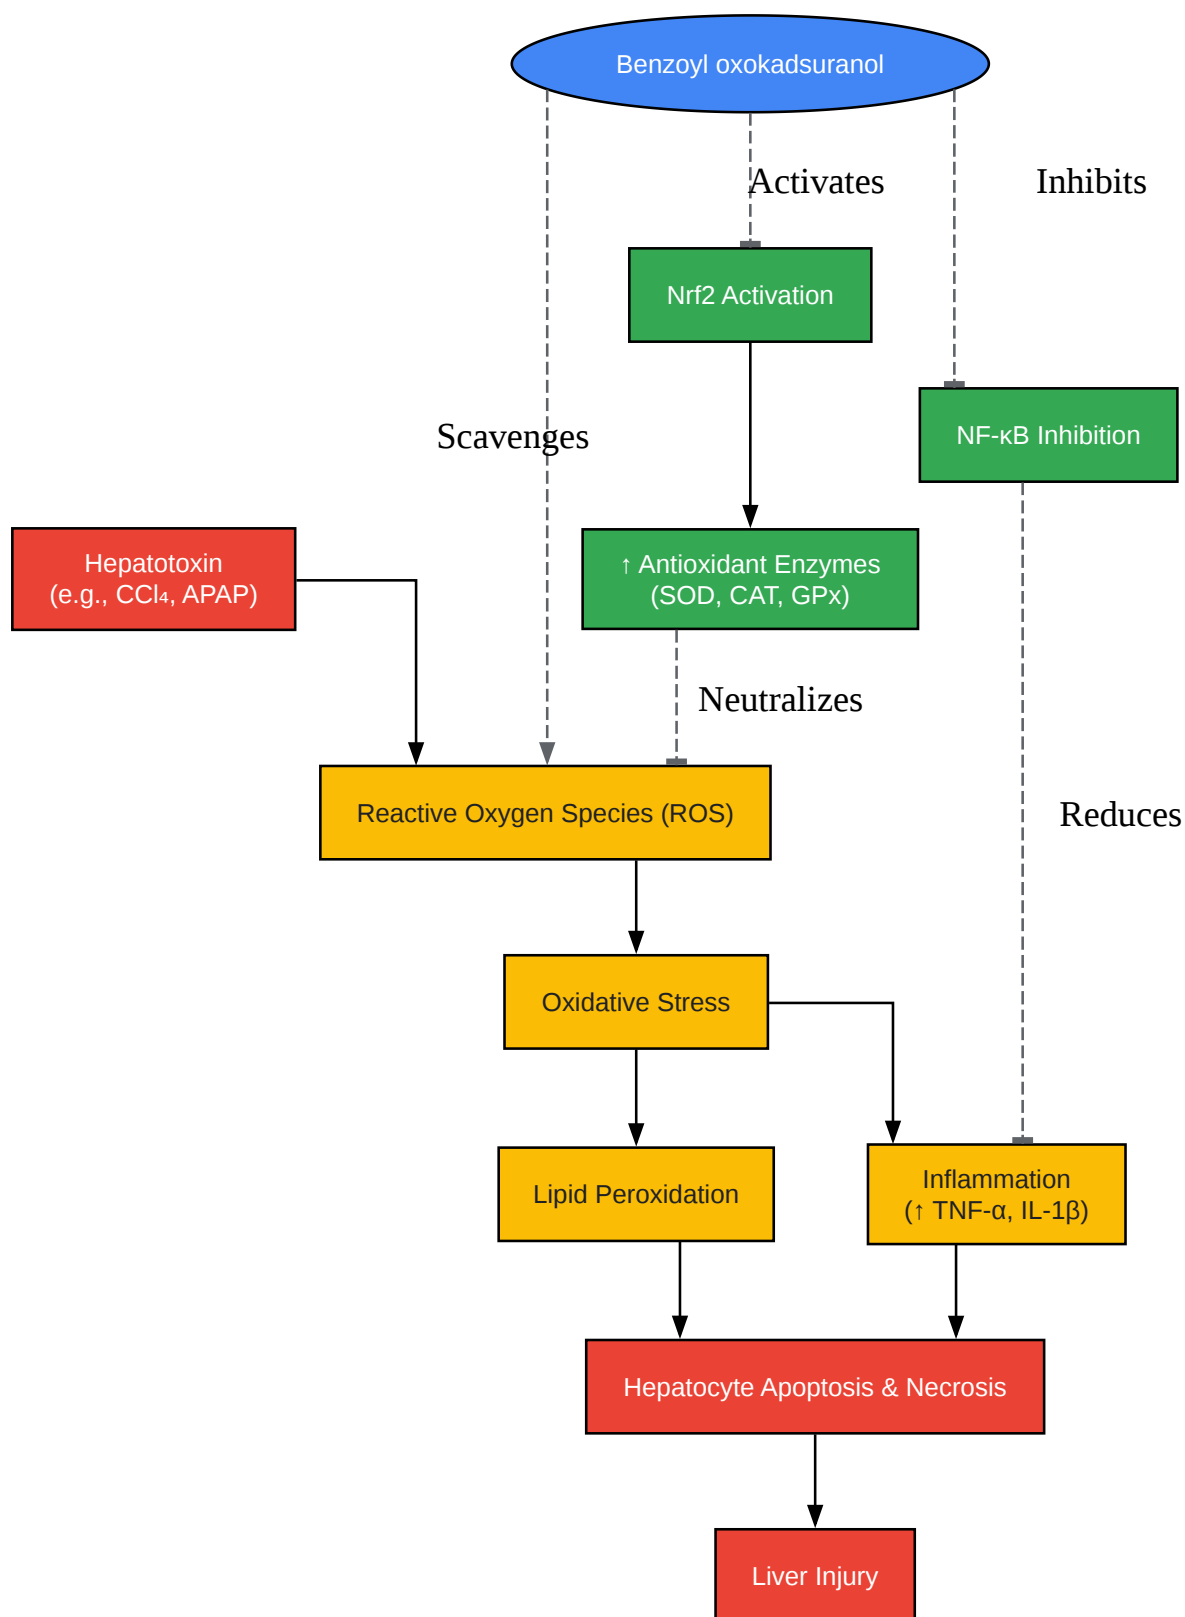 Benzoyl oxokadsuranol
Activates
Inhibits
Nrf2 Activation
Scavenges
NF-κB Inhibition
Hepatotoxin
(e.g., CCl₄, APAP)
↑ Antioxidant Enzymes
(SOD, CAT, GPx)
Neutralizes
Reactive Oxygen Species (ROS)
Reduces
Oxidative Stress
Lipid Peroxidation
Inflammation
(↑ TNF-α, IL-1β)
Hepatocyte Apoptosis & Necrosis
Liver Injury